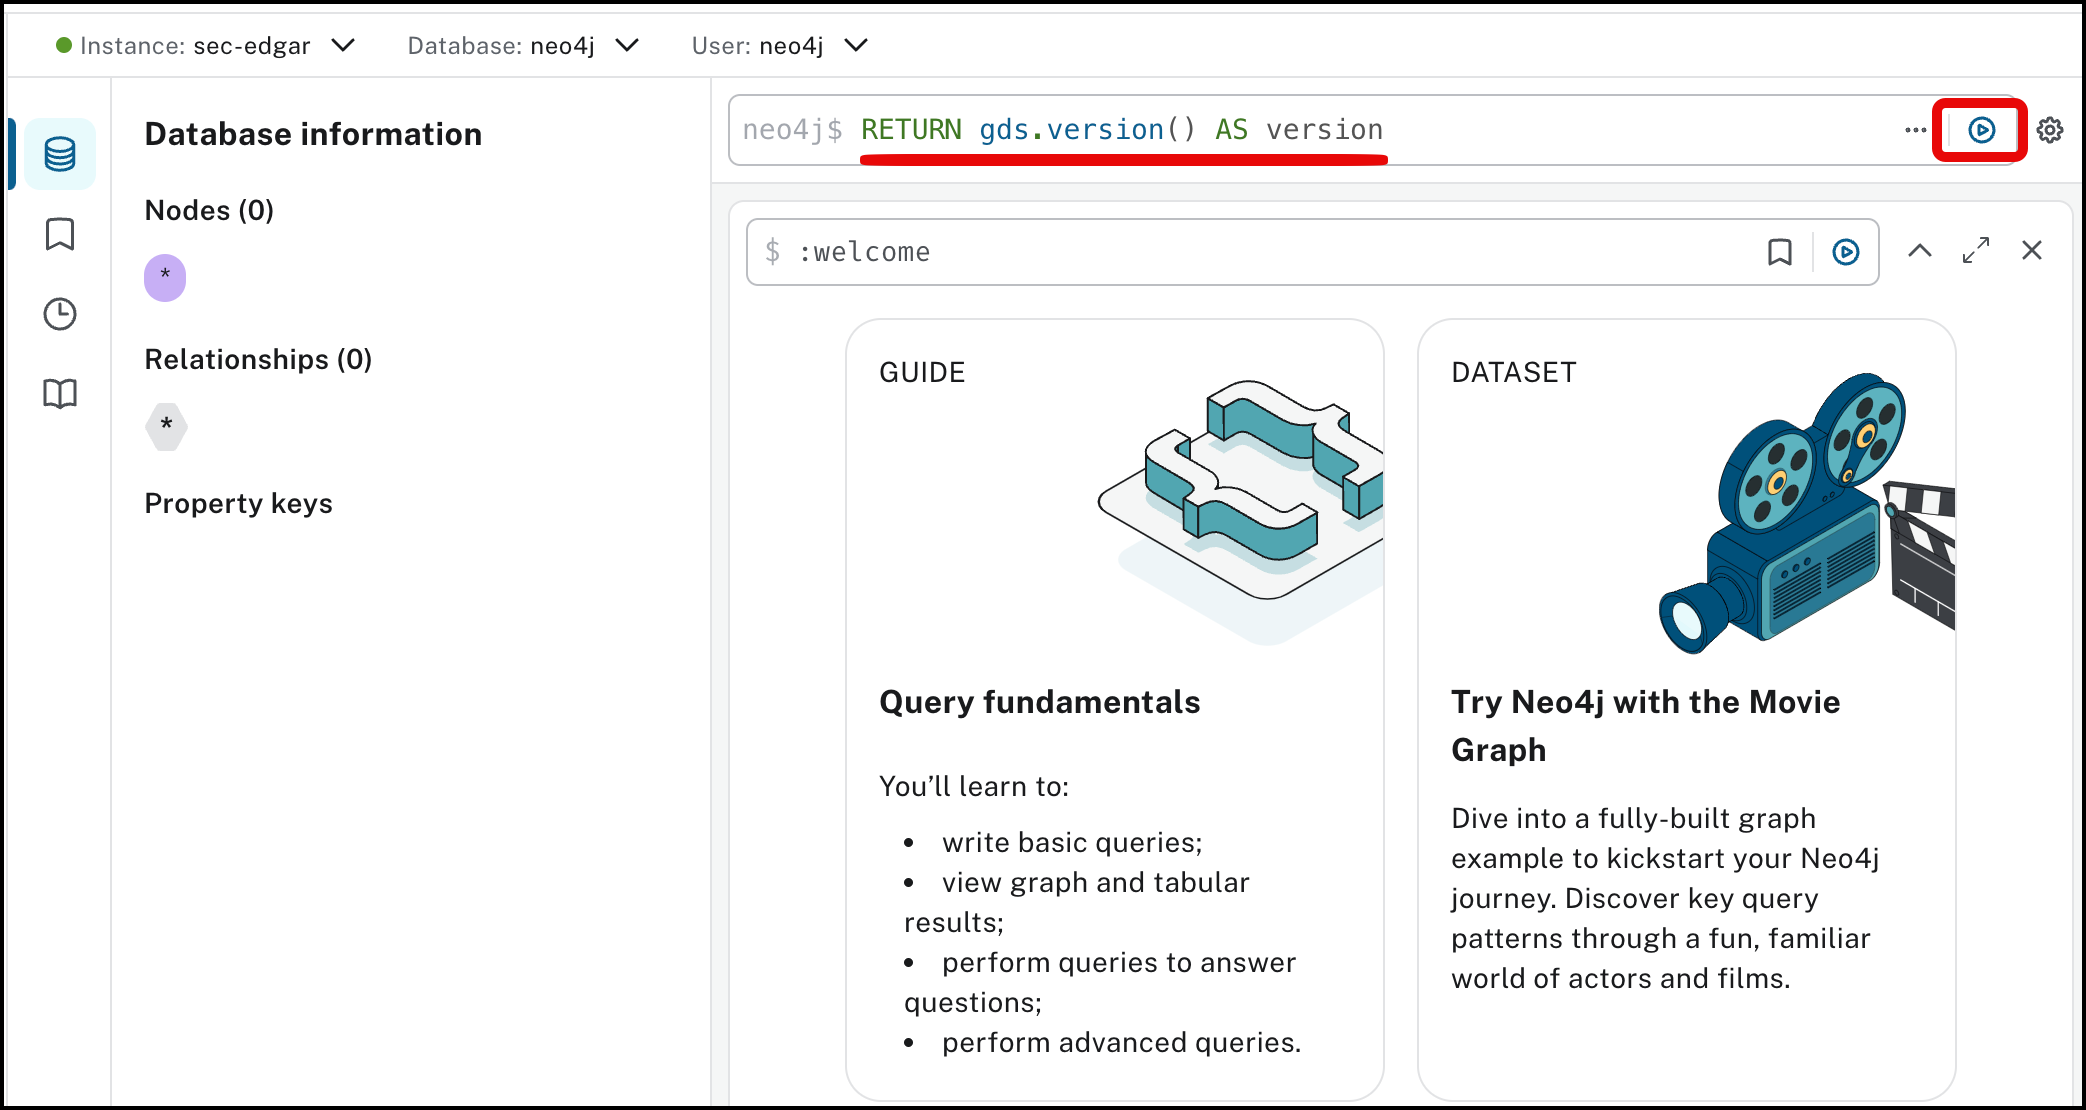 Instance: sec-edgar Database: neo4j User: neo4j
Database information
Nodes (0)
*
Relationships (0)
*
Property keys
neo4j$ RETURN gds.version() AS version
$ :welcome
GUIDE
Query fundamentals
You’ll learn to:
• write basic queries;
• view graph and tabular
results;
• perform queries to answer
questions;
• perform advanced queries.
DATASET
Try Neo4j with the Movie
Graph
Dive into a fully-built graph
example to kickstart your Neo4j
journey. Discover key query
patterns through a fun, familiar
world of actors and films.